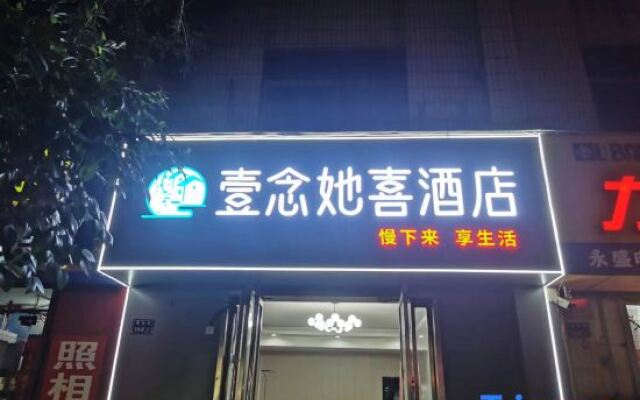 壹念她喜酒店
慢下来 享生活
永盛
照相